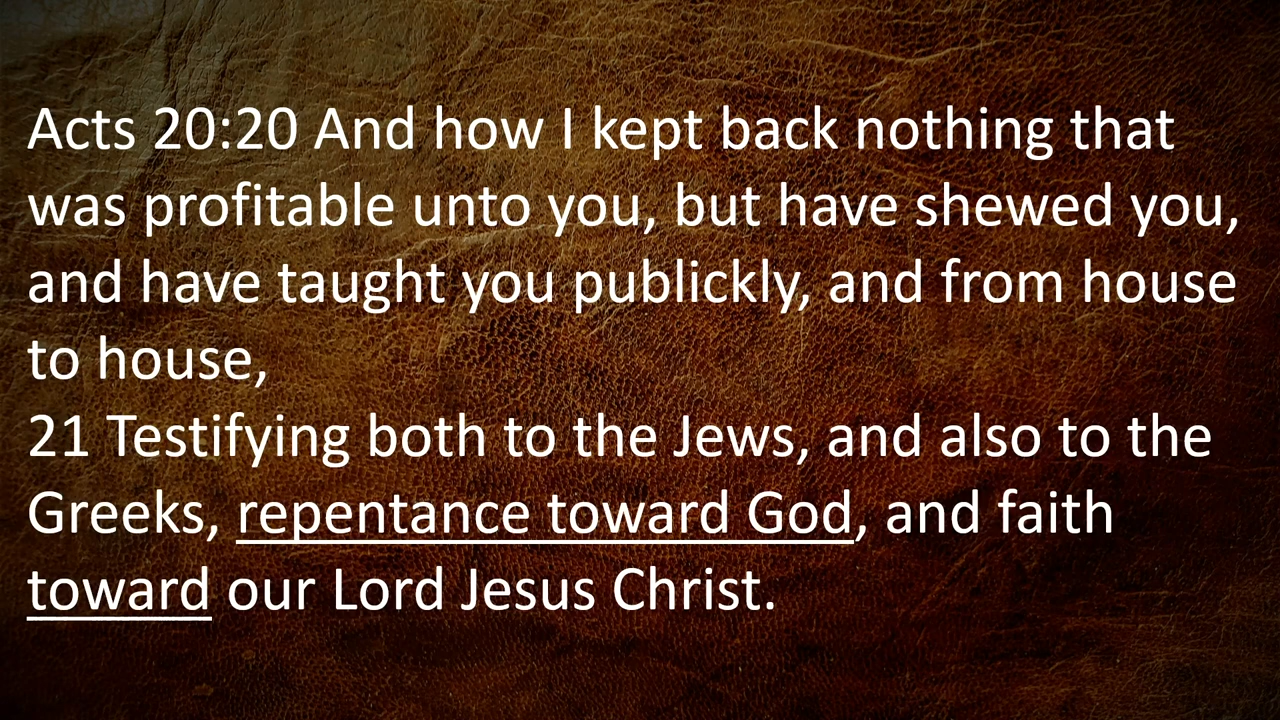 Acts 20:20 And how I kept back nothing that
was profitable unto you, but have shewed you,
and have taught you publickly, and from house
to house,
21 Testifying both to the Jews, and also to the
Greeks, repentance toward God, and faith
toward our Lord Jesus Christ.